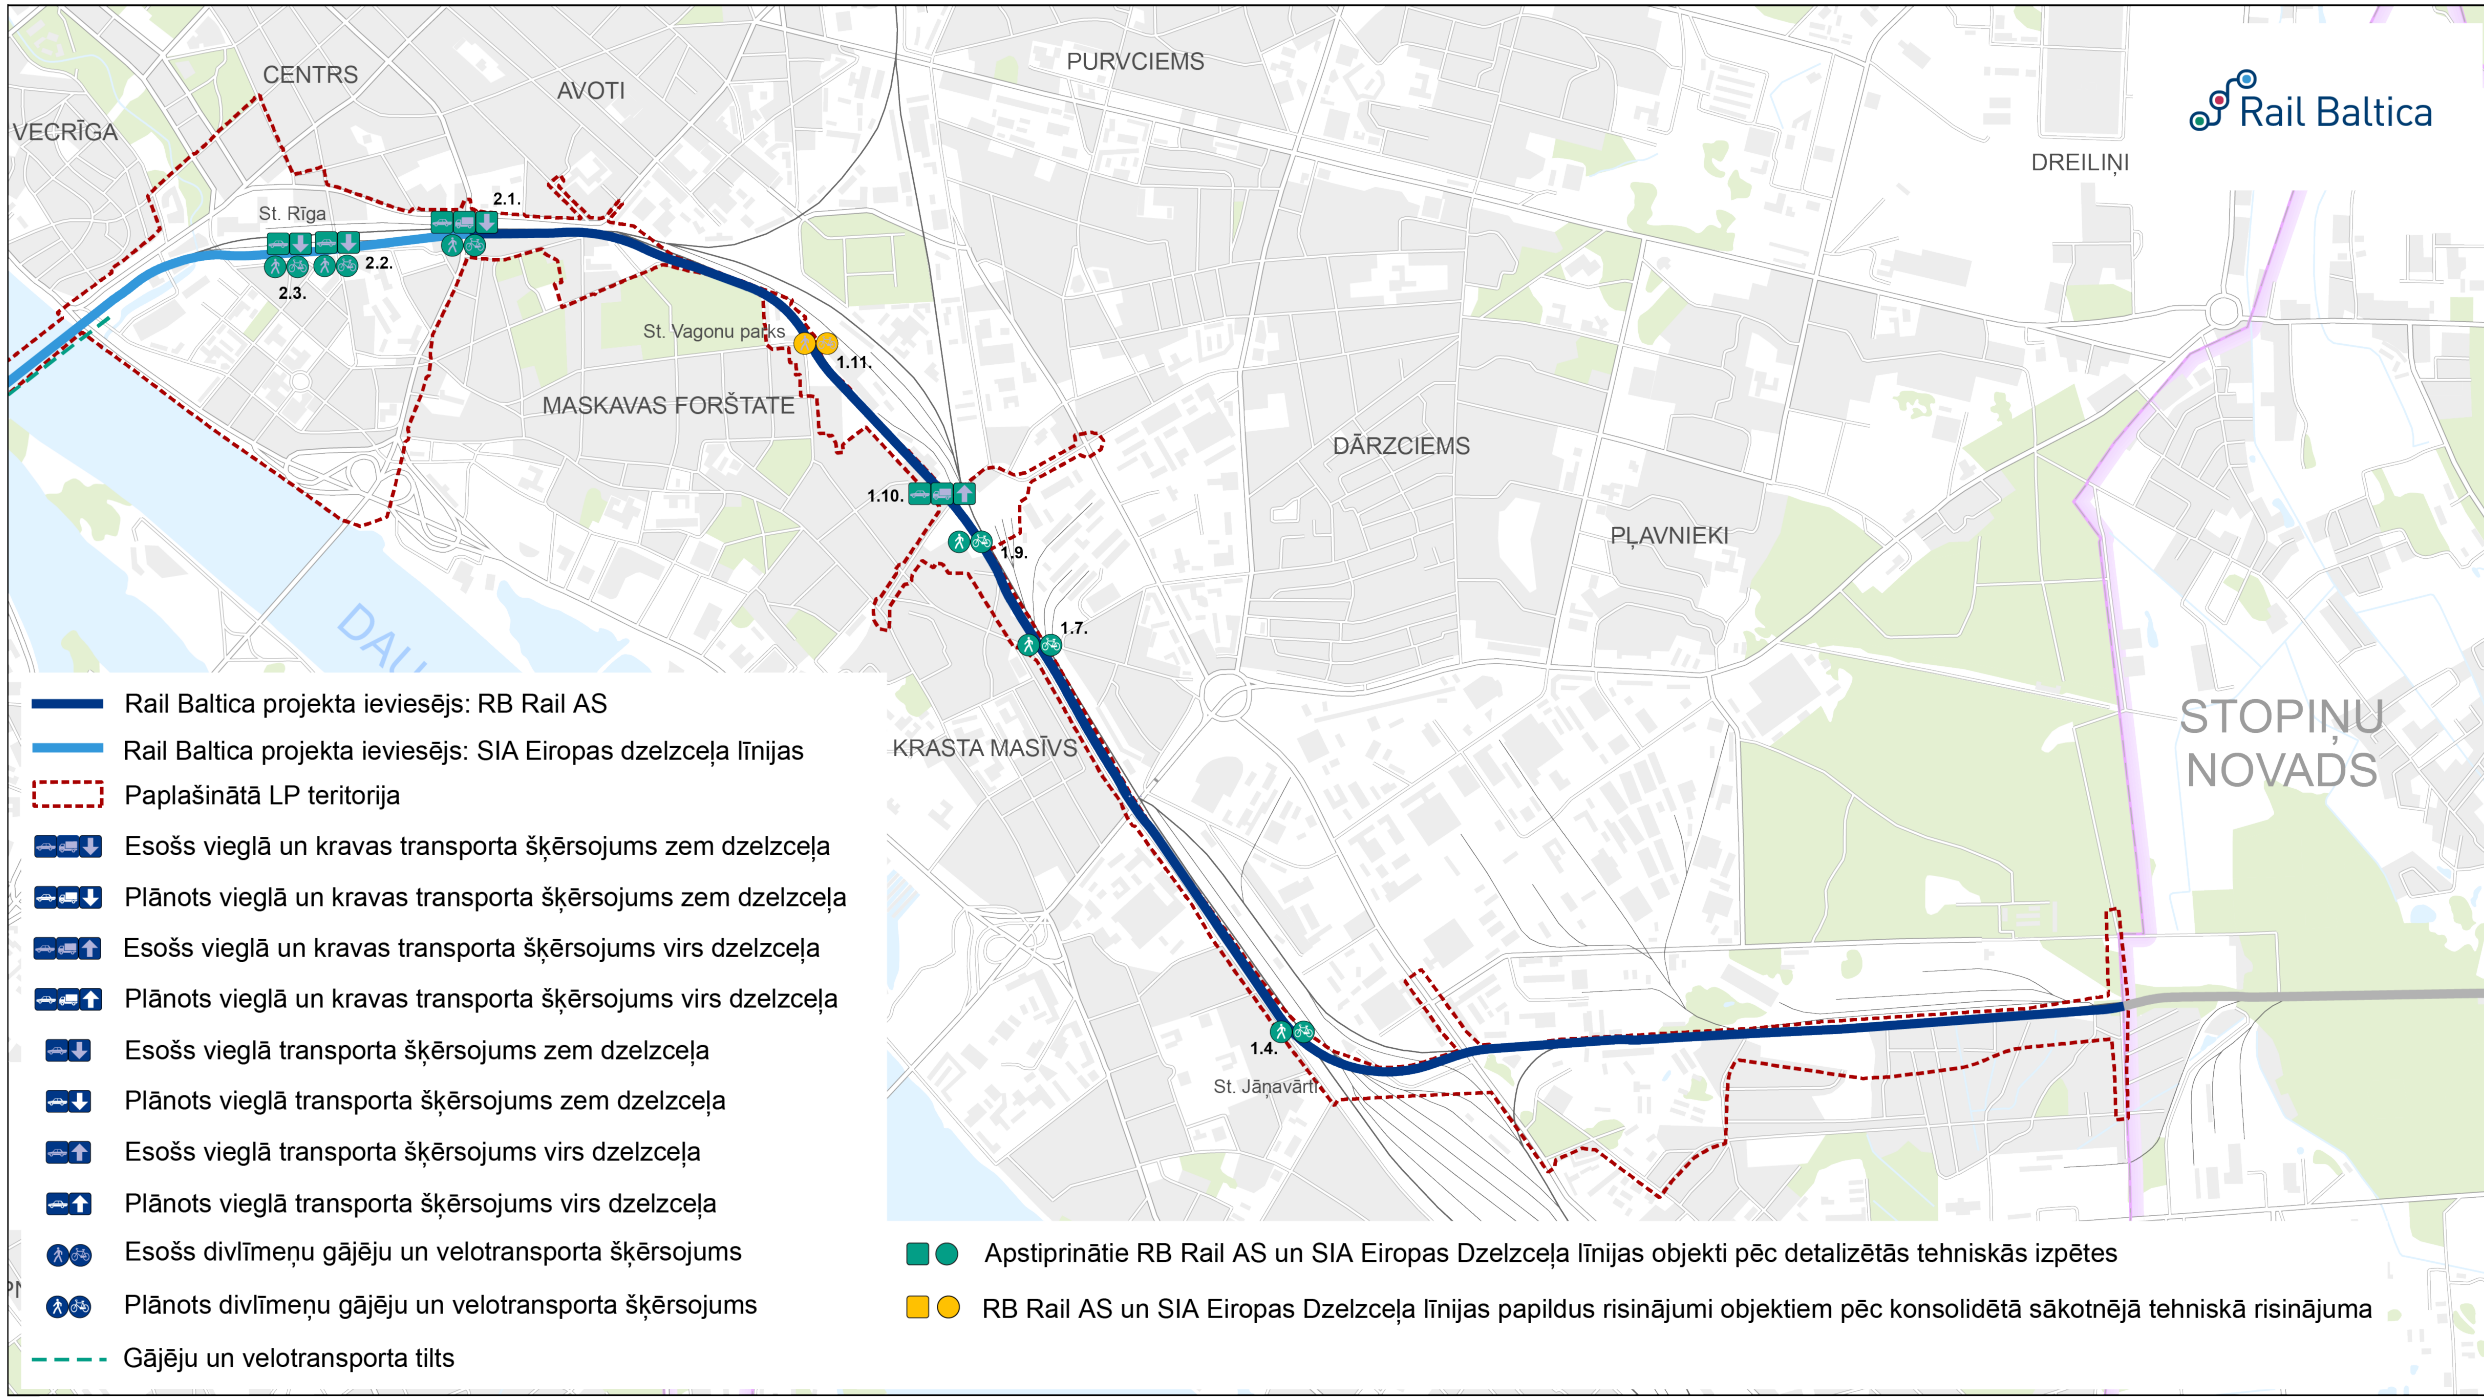 CENTRS
AVOTI
PURVCIEMS
VECRĪGA
Rail Baltica
DREILIŅI
2.1.
St. Rīga
2.2.
2.3.
St. Vagonu parks
1.11.
MASKAVAS FORŠTATE
DĀRZCIEMS
1.10.
PĻAVNIEKI
1.9.
1.7.
DAU
STOPIŅU
NOVADS
KRASTA MASĪVS
1.4.
St. Jāņavārti
Rail Baltica projekta ieviesējs: RB Rail AS
Rail Baltica projekta ieviesējs: SIA Eiropas dzelzceļa līnijas
Paplašinātā LP teritorija
Esošs vieglā un kravas transporta šķērsojums zem dzelzceļa
Plānots vieglā un kravas transporta šķērsojums zem dzelzceļa
Esošs vieglā un kravas transporta šķērsojums virs dzelzceļa
Plānots vieglā un kravas transporta šķērsojums virs dzelzceļa
Esošs vieglā transporta šķērsojums zem dzelzceļa
Plānots vieglā transporta šķērsojums zem dzelzceļa
Esošs vieglā transporta šķērsojums virs dzelzceļa
Plānots vieglā transporta šķērsojums virs dzelzceļa
Esošs divlīmeņu gājēju un velotransporta šķērsojums
Plānots divlīmeņu gājēju un velotransporta šķērsojums
Gājēju un velotransporta tilts
Apstiprinātie RB Rail AS un SIA Eiropas Dzelzceļa līnijas objekti pēc detalizētās tehniskās izpētes
RB Rail AS un SIA Eiropas Dzelzceļa līnijas papildus risinājumi objektiem pēc konsolidētā sākotnējā tehniskā risinājuma